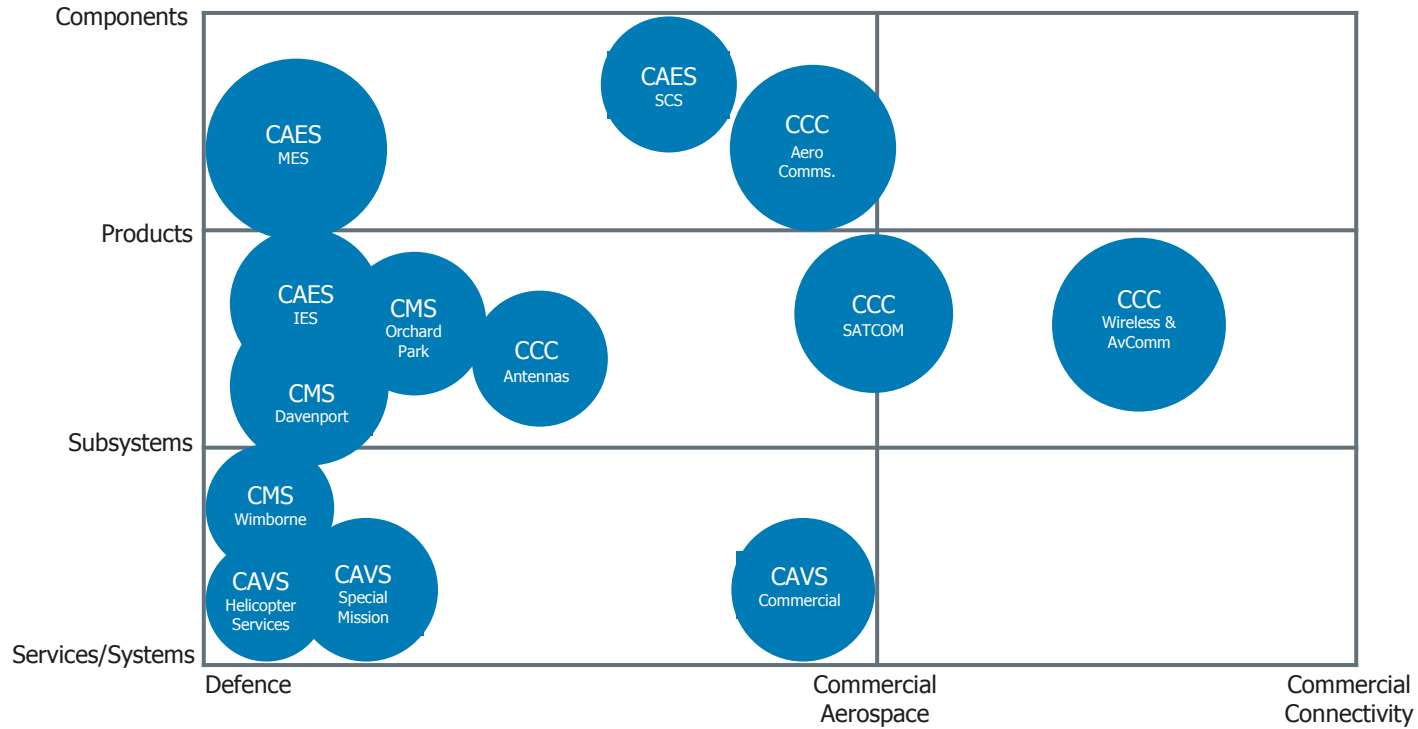 Components
CAES
SCS
CAES
MES
CCC
Aero
Comms.
Products
CAES
IES
CMS
Orchard
Park
CCC
Antennas
CCC
SATCOM
CCC
Wireless &
AvComm
CMS
Davenport
Subsystems
CMS
Wimborne
CAVS
Helicopter
Services
CAVS
Special
Mission
CAVS
Commercial
Services/Systems
Defence
Commercial
Aerospace
Commercial
Connectivity